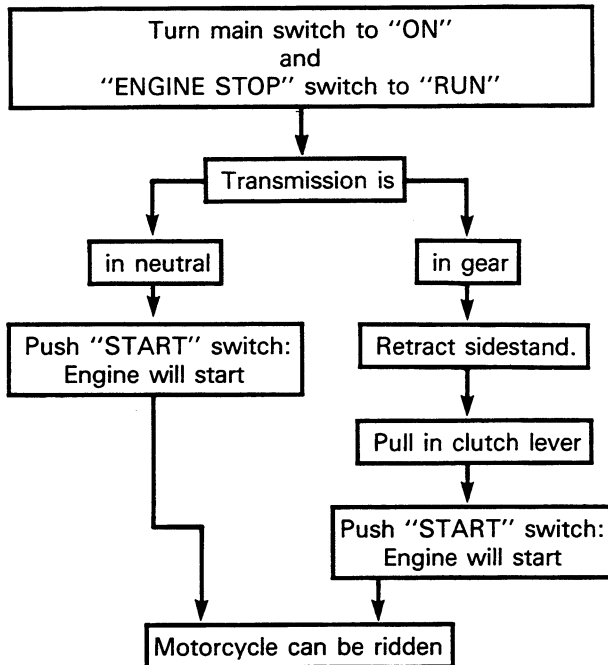 Turn main switch to “ON”
and
“ENGINE STOP” switch to “RUN”
Transmission is
in neutral
in gear
Push “START” switch:
Engine will start
Retract sidestand.
Pull in clutch lever
Push “START” switch:
Engine will start
Motorcycle can be ridden